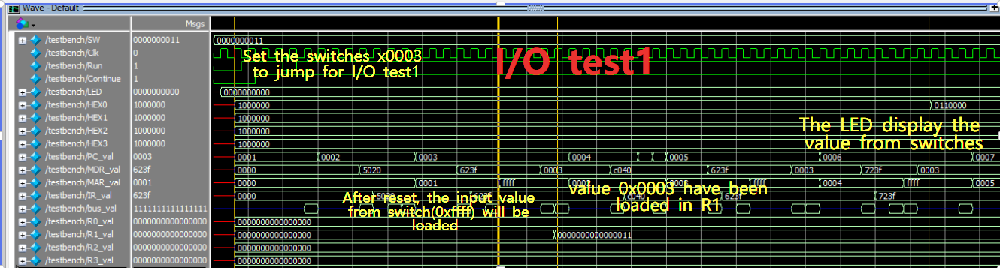 Wave - Default
Msgs
/testbench/SW 0000000011 0000000011
/testbench/Clk 0
/testbench/Run 1
/testbench/Continue 1
/testbench/LED 0000000000 0000000000
/testbench/HEX0 1000000 1000000 0110000
/testbench/HEX1 1000000 1000000
/testbench/HEX2 1000000 1000000
/testbench/HEX3 1000000 1000000
/testbench/PC_val 0003 0001 0002 0003 0004 0005 0006 0007
/testbench/MDR_val 623f 0000 5020 623f 0003 c040 623f 0003 723f 0003
/testbench/MAR_val 0001 0000 0001 ffff ffff 0004 ffff 0005
/testbench/IR_val 623f 0000 623f 723f
/testbench/bus_val 1111111111111111
/testbench/R0_val 0000000000000000 0000000000000000
/testbench/R1_val 0000000000000000 0000000000000000 0000000000000011
/testbench/R2_val 0000000000000000 0000000000000000
/testbench/R3_val 0000000000000000 0000000000000000
Set the switches x0003
to jump for I/O test1
I/O test1
The LED display the
value from switches
After reset, the input value
from switch(0xffff) will be
loaded
value 0x0003 have been
loaded in R1